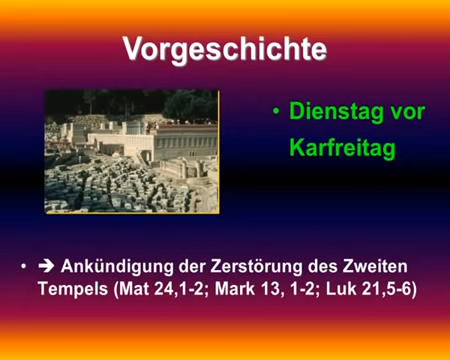 Vorgeschichte
• Dienstag vor
Karfreitag
• ➔ Ankündigung der Zerstörung des Zweiten
Tempels (Mat 24,1-2; Mark 13, 1-2; Luk 21,5-6)